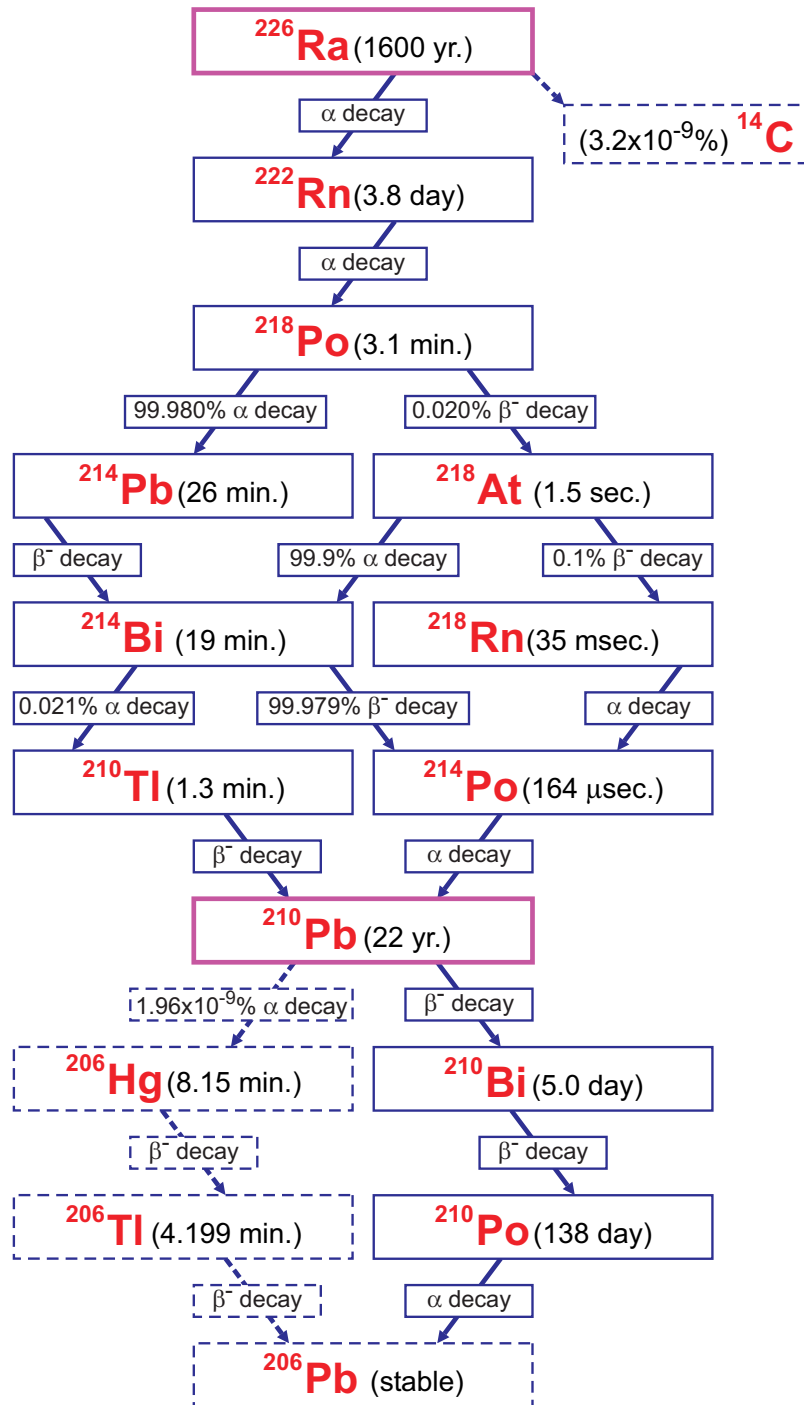 ²²⁶Ra (1600 yr.)
α decay
(3.2x10⁻⁹%) ¹⁴C
²²²Rn (3.8 day)
α decay
²¹⁸Po (3.1 min.)
99.980% α decay
0.020% β⁻ decay
²¹⁴Pb (26 min.)
²¹⁸At (1.5 sec.)
β⁻ decay
99.9% α decay
0.1% β⁻ decay
²¹⁴Bi (19 min.)
²¹⁸Rn (35 msec.)
0.021% α decay
99.979% β⁻ decay
α decay
²¹⁰Tl (1.3 min.)
²¹⁴Po (164 μsec.)
β⁻ decay
α decay
²¹⁰Pb (22 yr.)
1.96x10⁻⁹% α decay
β⁻ decay
²⁰⁶Hg (8.15 min.)
²¹⁰Bi (5.0 day)
β⁻ decay
β⁻ decay
²⁰⁶Tl (4.199 min.)
²¹⁰Po (138 day)
β⁻ decay
α decay
²⁰⁶Pb (stable)